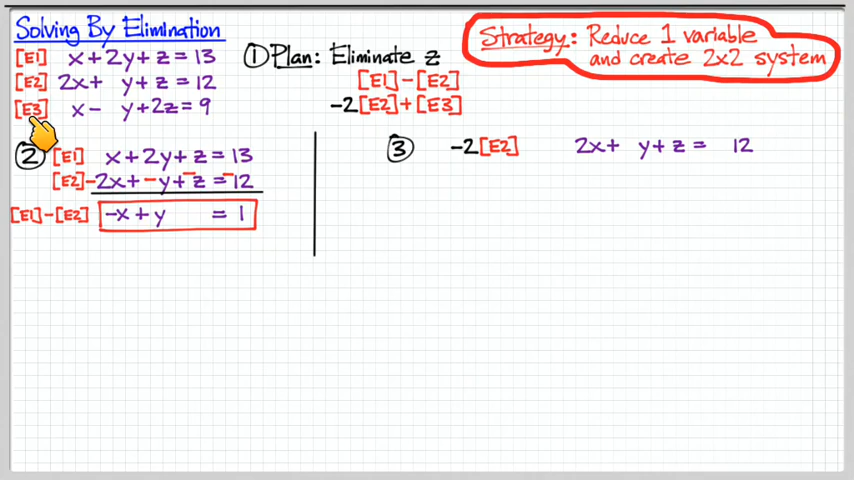 Solving By Elimination
[E1] x+2y+z=13
[E2] 2x+ y+z=12
[E3] x- y+2z=9
① Plan: Eliminate z
[E1]-[E2]
-2[E2]+[E3]
Strategy: Reduce 1 variable
and create 2x2 system
② [E1] x+2y+z=13
[E2] -2x+ -y+ -z= -12
[E1]-[E2] -x+y = 1
③ -2[E2] 2x+ y+z= 12